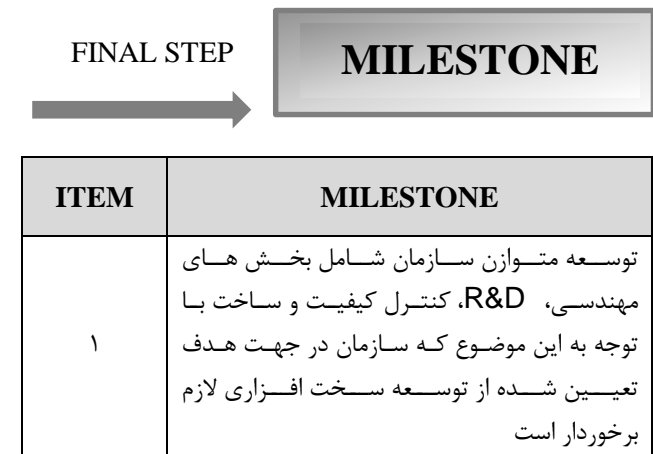 FINAL STEP
MILESTONE
ITEM
MILESTONE
۱
توسعه متوازن سازمان شامل بخش های
مهندسی، R&D، کنترل کیفیت و ساخت با
توجه به این موضوع که سازمان در جهت هدف
تعیین شده از توسعه سخت افزاری لازم
برخوردار است